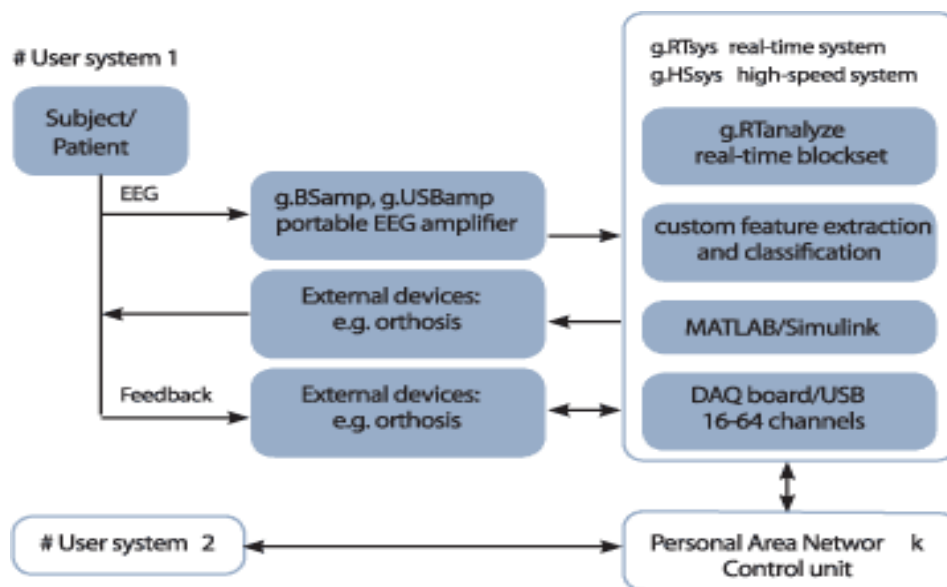 # User system 1
Subject/
Patient
EEG
g.BSamp, g.USBamp
portable EEG amplifier
External devices:
e.g. orthosis
Feedback
External devices:
e.g. orthosis
g.RTsys real-time system
g.HSsys high-speed system
g.RTanalyze
real-time blockset
custom feature extraction
and classification
MATLAB/Simulink
DAQ board/USB
16-64 channels
# User system 2
Personal Area Networ k
Control unit